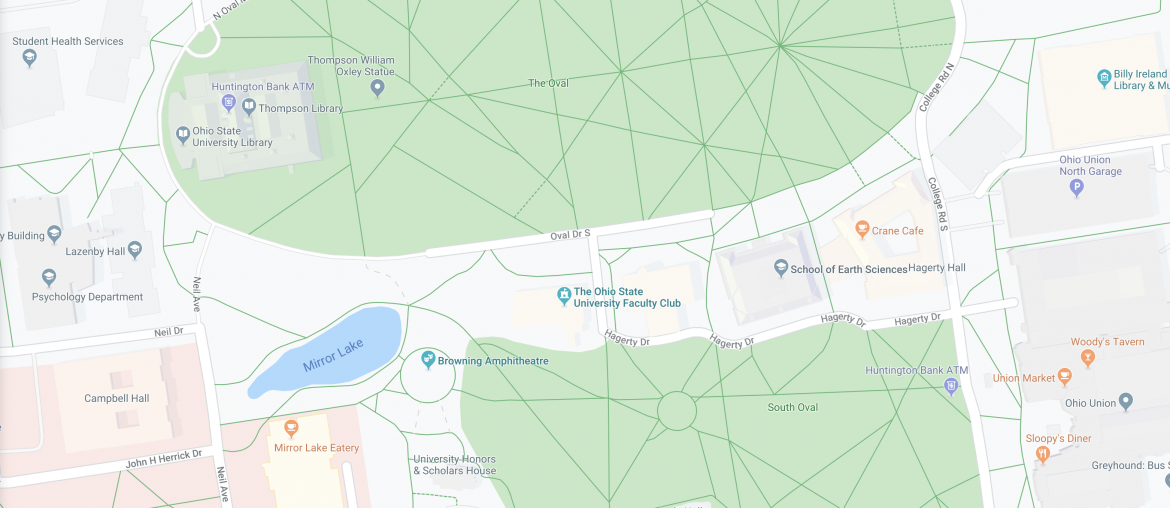 N Oval
Student Health Services
Thompson William
Oxley Statue
Huntington Bank ATM
Thompson Library
Ohio State
University Library
The Oval
College Rd N
Billy Ireland
Library & Mu
Ohio Union
North Garage
College Rd S
Crane Cafe
School of Earth Sciences
Hagerty Hall
Oval Dr S
y Building
Lazenby Hall
Psychology Department
Neil Ave
The Ohio State
University Faculty Club
Hagerty Dr
Hagerty Dr
Hagerty Dr
Hagerty Dr
Neil Dr
Mirror Lake
Browning Amphitheatre
Woody's Tavern
Huntington Bank ATM
Union Market
Campbell Hall
South Oval
Ohio Union
Mirror Lake Eatery
Sloopy's Diner
John H Herrick Dr
University Honors
& Scholars House
Greyhound: Bus S
Neil Ave